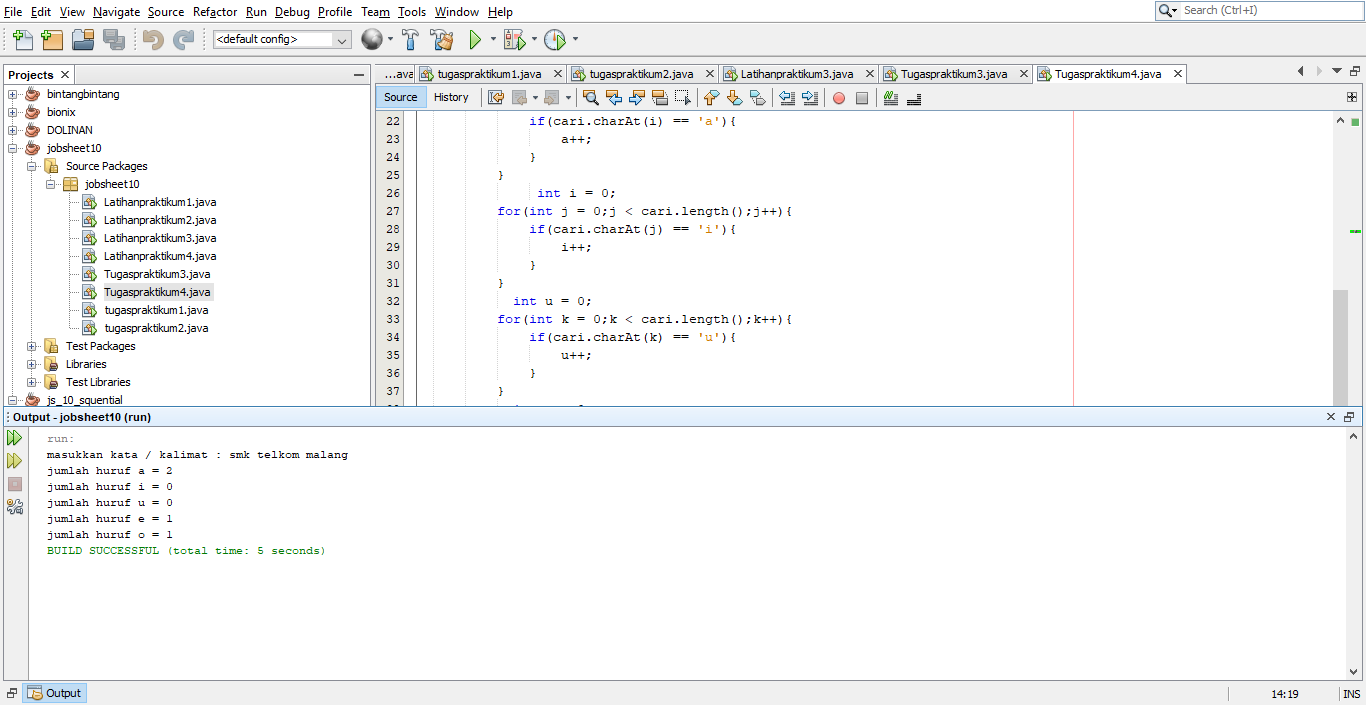 File Edit View Navigate Source Refactor Run Debug Profile Team Tools Window Help
Search (Ctrl+I)
<default config>
Projects
...ava tugaspraktikum1.java tugaspraktikum2.java Latihanpraktikum3.java Tugaspraktikum3.java Tugaspraktikum4.java
Source History
bintangbintang
bionix
DOLINAN
jobsheet10
Source Packages
jobsheet10
Latihanpraktikum1.java
Latihanpraktikum2.java
Latihanpraktikum3.java
Latihanpraktikum4.java
Tugaspraktikum3.java
Tugaspraktikum4.java
tugaspraktikum1.java
tugaspraktikum2.java
Test Packages
Libraries
Test Libraries
js_10_squential
22 if(cari.charAt(i) == 'a'){
23 a++;
24 }
25 }
26 int i = 0;
27 for(int j = 0;j < cari.length();j++){
28 if(cari.charAt(j) == 'i'){
29 i++;
30 }
31 }
32 int u = 0;
33 for(int k = 0;k < cari.length();k++){
34 if(cari.charAt(k) == 'u'){
35 u++;
36 }
37 }
Output - jobsheet10 (run)
run:
masukkan kata / kalimat : smk telkom malang
jumlah huruf a = 2
jumlah huruf i = 0
jumlah huruf u = 0
jumlah huruf e = 1
jumlah huruf o = 1
BUILD SUCCESSFUL (total time: 5 seconds)
Output
14:19 INS